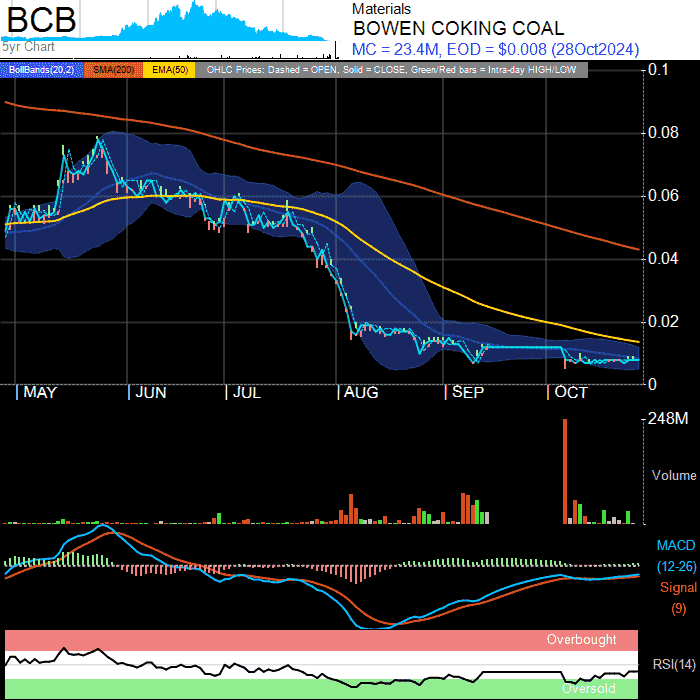 BCB
5yr Chart
Materials
BOWEN COKING COAL
MC = 23.4M, EOD = $0.008 (28Oct2024)
BollBands(20,2) SMA(200) EMA(50) OHLC Prices: Dashed = OPEN, Solid = CLOSE, Green/Red bars = Intra-day HIGH/LOW
0.1
0.08
0.06
0.04
0.02
0
MAY JUN JUL AUG SEP OCT
248M
Volume
MACD
(12-26)
Signal
(9)
Overbought
RSI(14)
Oversold